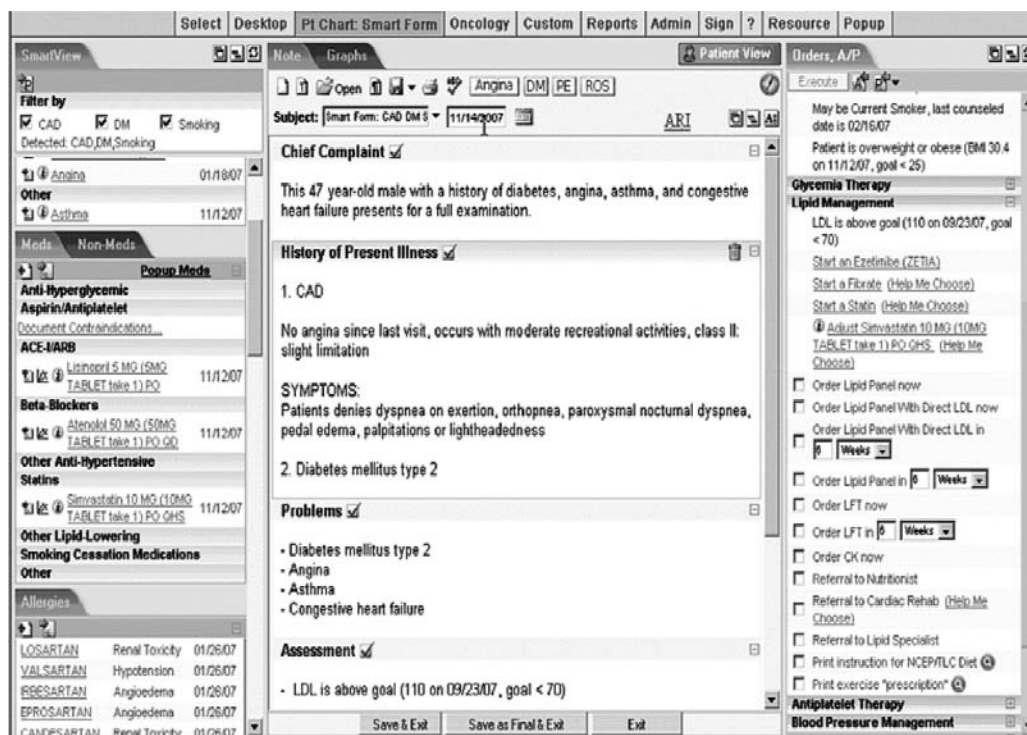 Select Desktop Pt Chart: Smart Form Oncology Custom Reports Admin Sign ? Resource Popup
SmartView
Filter by
CAD DM Smoking
Detected: CAD,DM,Smoking
Angina 01/18/07
Other
Asthma 11/12/07
Meds Non-Meds
Popup Meds
Anti-Hyperglycemic
Aspirin/Antiplatelet
Document Contraindications...
ACE-I/ARB
Lisinopril 5 MG (5MG
TABLET take 1) PO 11/12/07
Beta-Blockers
Atenolol 50 MG (50MG
TABLET take 1) PO QD 11/12/07
Other Anti-Hypertensive
Statins
Simvastatin 10 MG (10MG
TABLET take 1) PO QHS 11/12/07
Other Lipid-Lowering
Smoking Cessation Medications
Other
Allergies
LOSARTAN Renal Toxicity 01/26/07
VALSARTAN Hypotension 01/26/07
IRBESARTAN Angioedema 01/26/07
EPROSARTAN Angioedema 01/26/07
CANDESARTAN Renal Toxicity 01/26/07
Note Graphs Patient View
Open Angina DM PE ROS
Subject: Smart Form: CAD DM S 11/14/2007 ARI
Chief Complaint
This 47 year-old male with a history of diabetes, angina, asthma, and congestive
heart failure presents for a full examination.
History of Present Illness
1. CAD
No angina since last visit, occurs with moderate recreational activities, class II:
slight limitation
SYMPTOMS:
Patients denies dyspnea on exertion, orthopnea, paroxysmal nocturnal dyspnea,
pedal edema, palpitations or lightheadedness
2. Diabetes mellitus type 2
Problems
- Diabetes mellitus type 2
- Angina
- Asthma
- Congestive heart failure
Assessment
- LDL is above goal (110 on 09/23/07, goal < 70)
Save & Exit Save as Final & Exit Exit
Orders, A/P
Execute
May be Current Smoker, last counseled
date is 02/16/07
Patient is overweight or obese (BMI 30.4
on 11/12/07, goal < 25)
Glycemia Therapy
Lipid Management
LDL is above goal (110 on 09/23/07, goal
< 70)
Start an Ezetimibe (ZETIA)
Start a Fibrate (Help Me Choose)
Start a Statin (Help Me Choose)
Adjust Simvastatin 10 MG (10MG
TABLET take 1) PO QHS (Help Me
Choose)
Order Lipid Panel now
Order Lipid Panel With Direct LDL now
Order Lipid Panel With Direct LDL in
6 Weeks
Order Lipid Panel in 6 Weeks
Order LFT now
Order LFT in 6 Weeks
Order CK now
Referral to Nutritionist
Referral to Cardiac Rehab (Help Me
Choose)
Referral to Lipid Specialist
Print instruction for NCEP/TLC Diet
Print exercise "prescription"
Antiplatelet Therapy
Blood Pressure Management